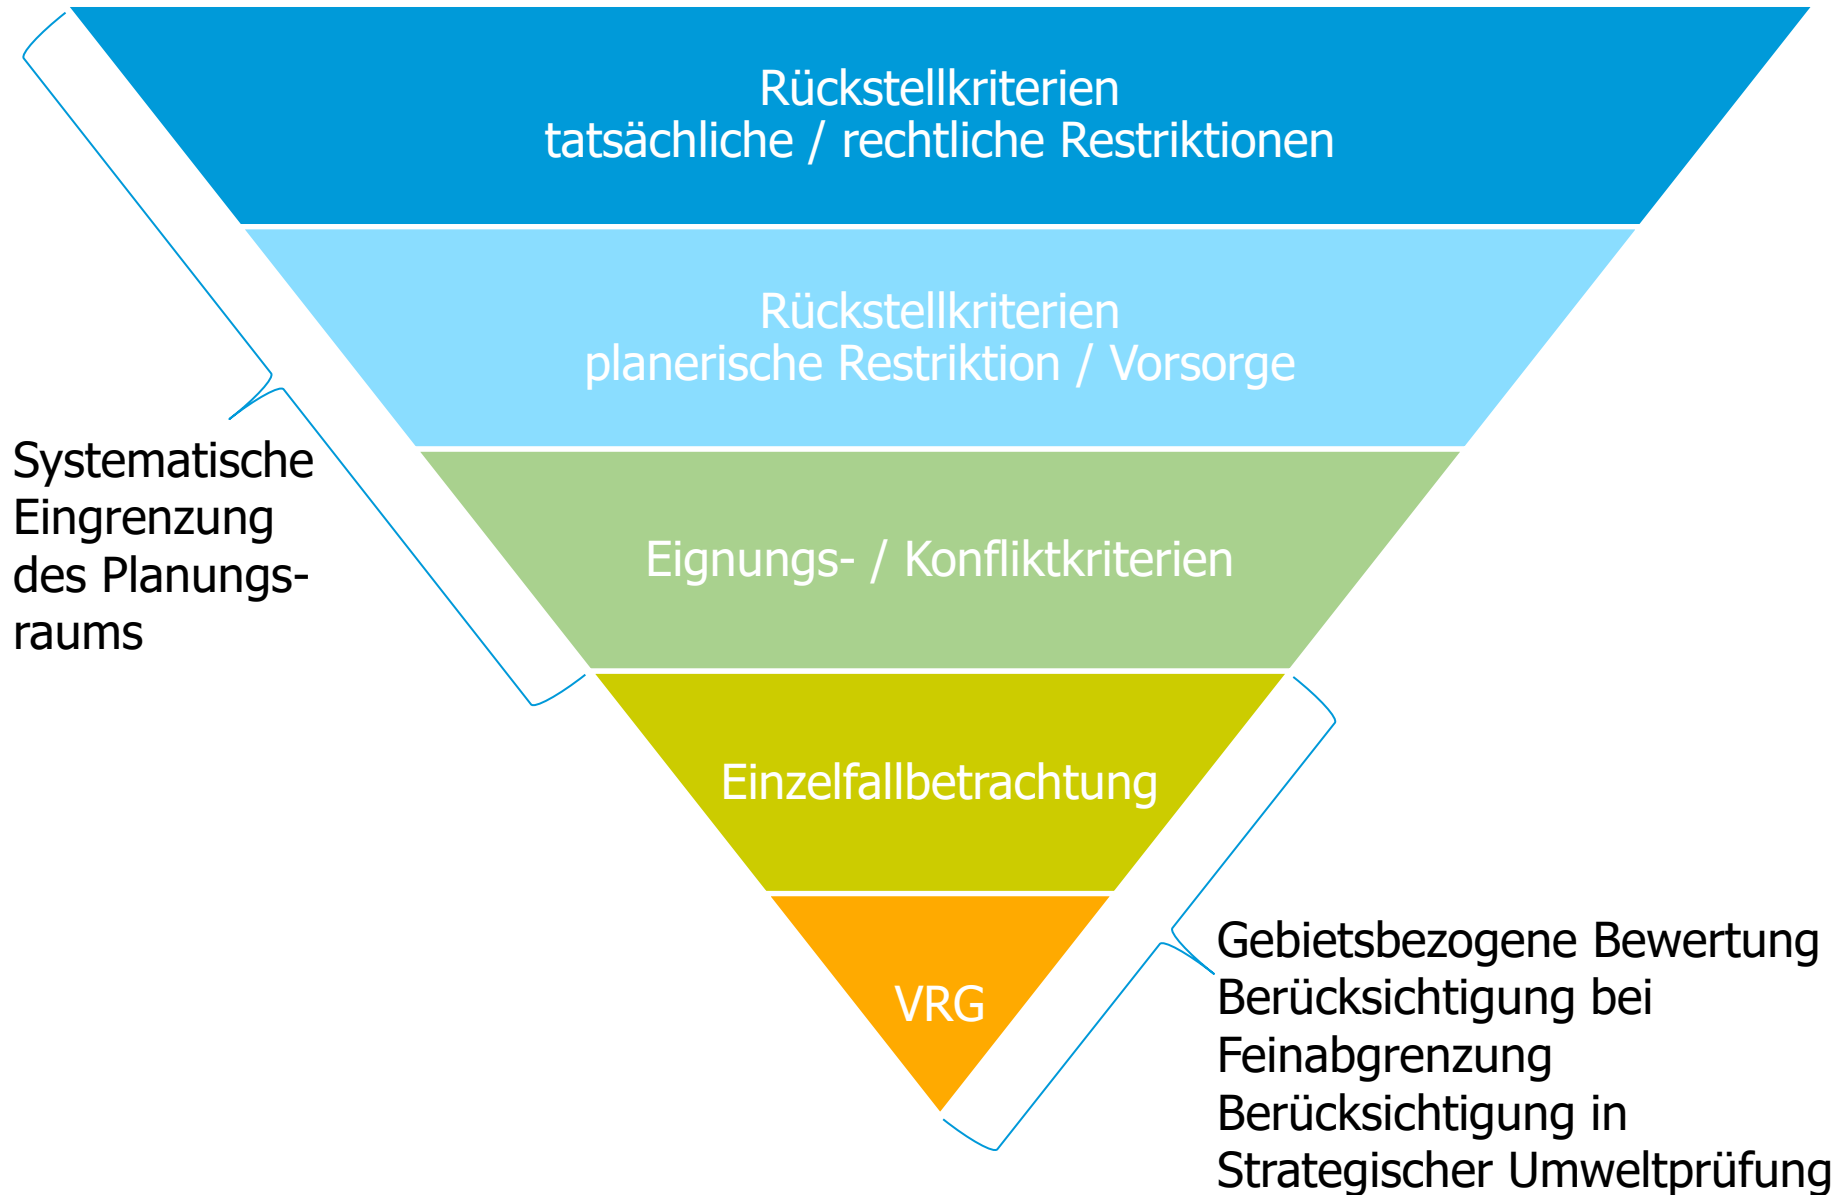 Rückstellkriterien
tatsächliche / rechtliche Restriktionen
Rückstellkriterien
planerische Restriktion / Vorsorge
Systematische
Eingrenzung
des Planungs-
raums
Eignungs- / Konfliktkriterien
Einzelfallbetrachtung
VRG
Gebietsbezogene Bewertung
Berücksichtigung bei
Feinabgrenzung
Berücksichtigung in
Strategischer Umweltprüfung